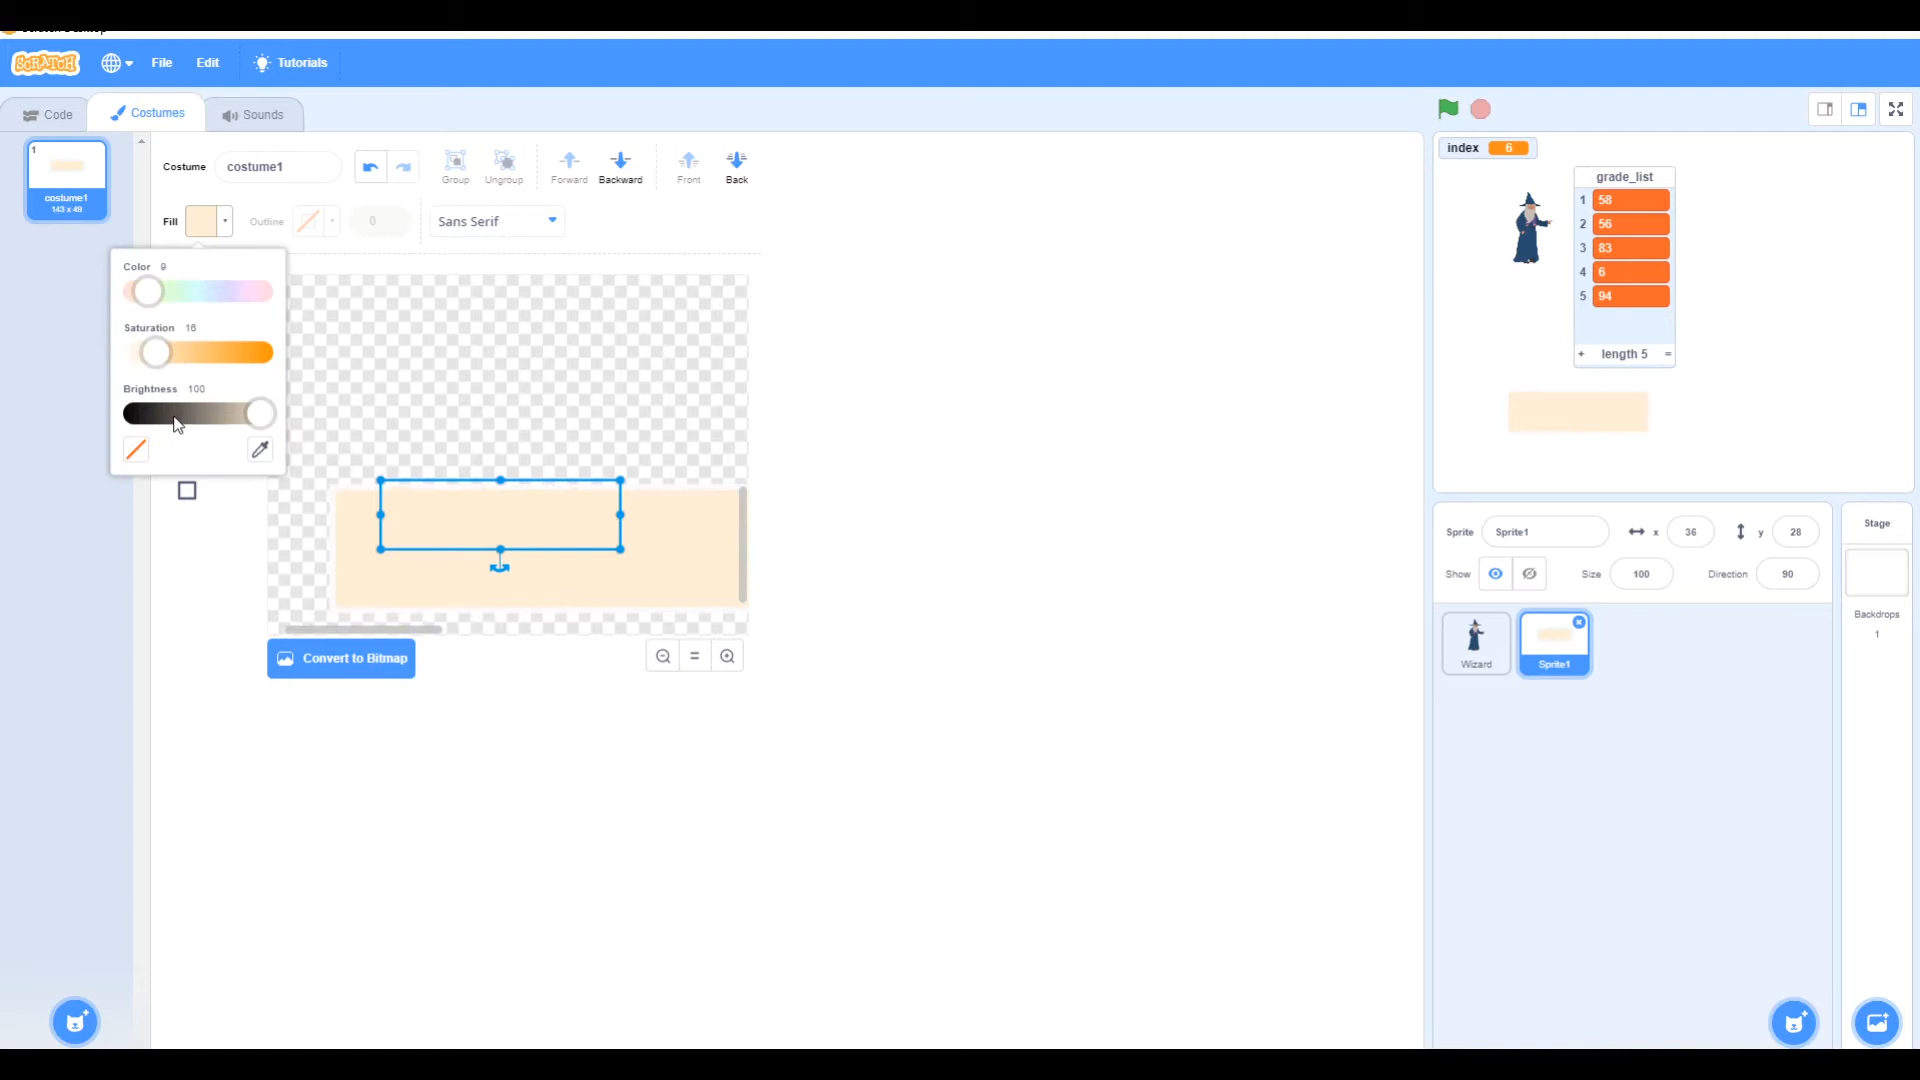 SCRATCH
File
Edit
Tutorials
Code
Costumes
Sounds
1
costume1
143 x 49
Costume
costume1
Group
Ungroup
Forward
Backward
Front
Back
Fill
Outline
0
Sans Serif
Color 9
Saturation 16
Brightness 100
Convert to Bitmap
index 6
grade_list
1 58
2 56
3 83
4 6
5 94
+ length 5 =
Sprite
Sprite1
x 36
y 28
Show
Size 100
Direction 90
Wizard
Sprite1
Stage
Backdrops
1